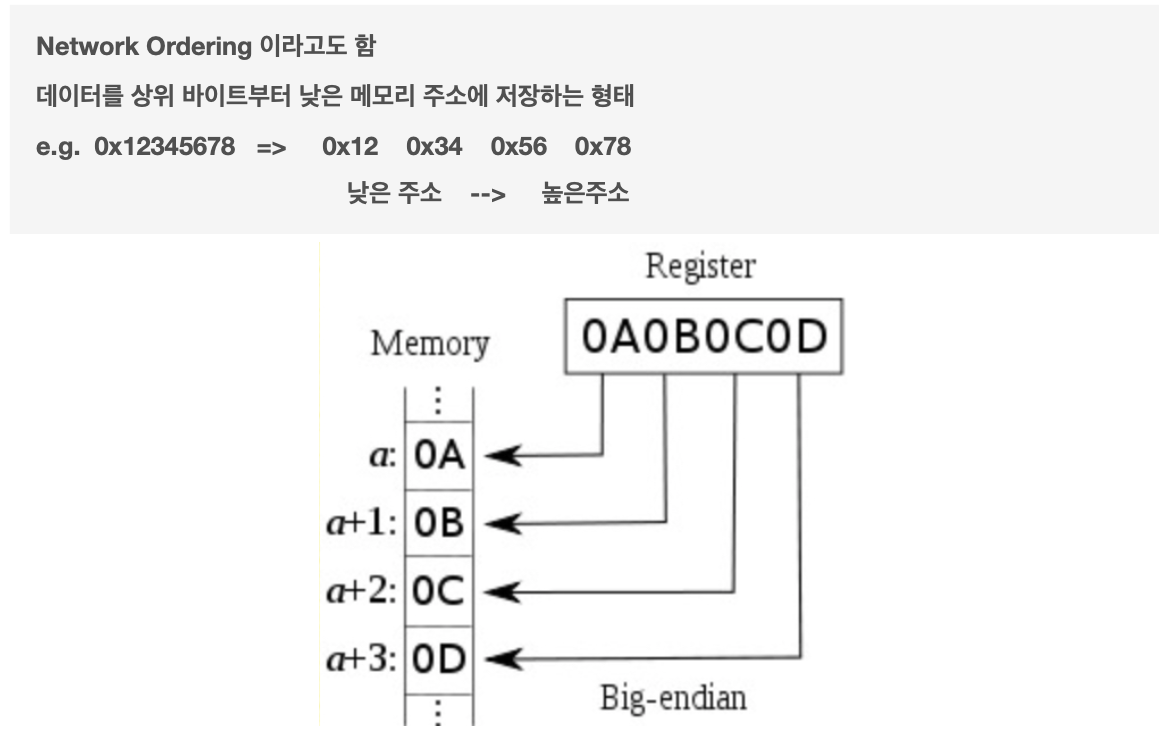 Network Ordering 이라고도 함
데이터를 상위 바이트부터 낮은 메모리 주소에 저장하는 형태
e.g. 0x12345678 => 0x12 0x34 0x56 0x78
낮은 주소 --> 높은주소
Register
0A0B0C0D
Memory
a: 0A
a+1: 0B
a+2: 0C
a+3: 0D
Big-endian